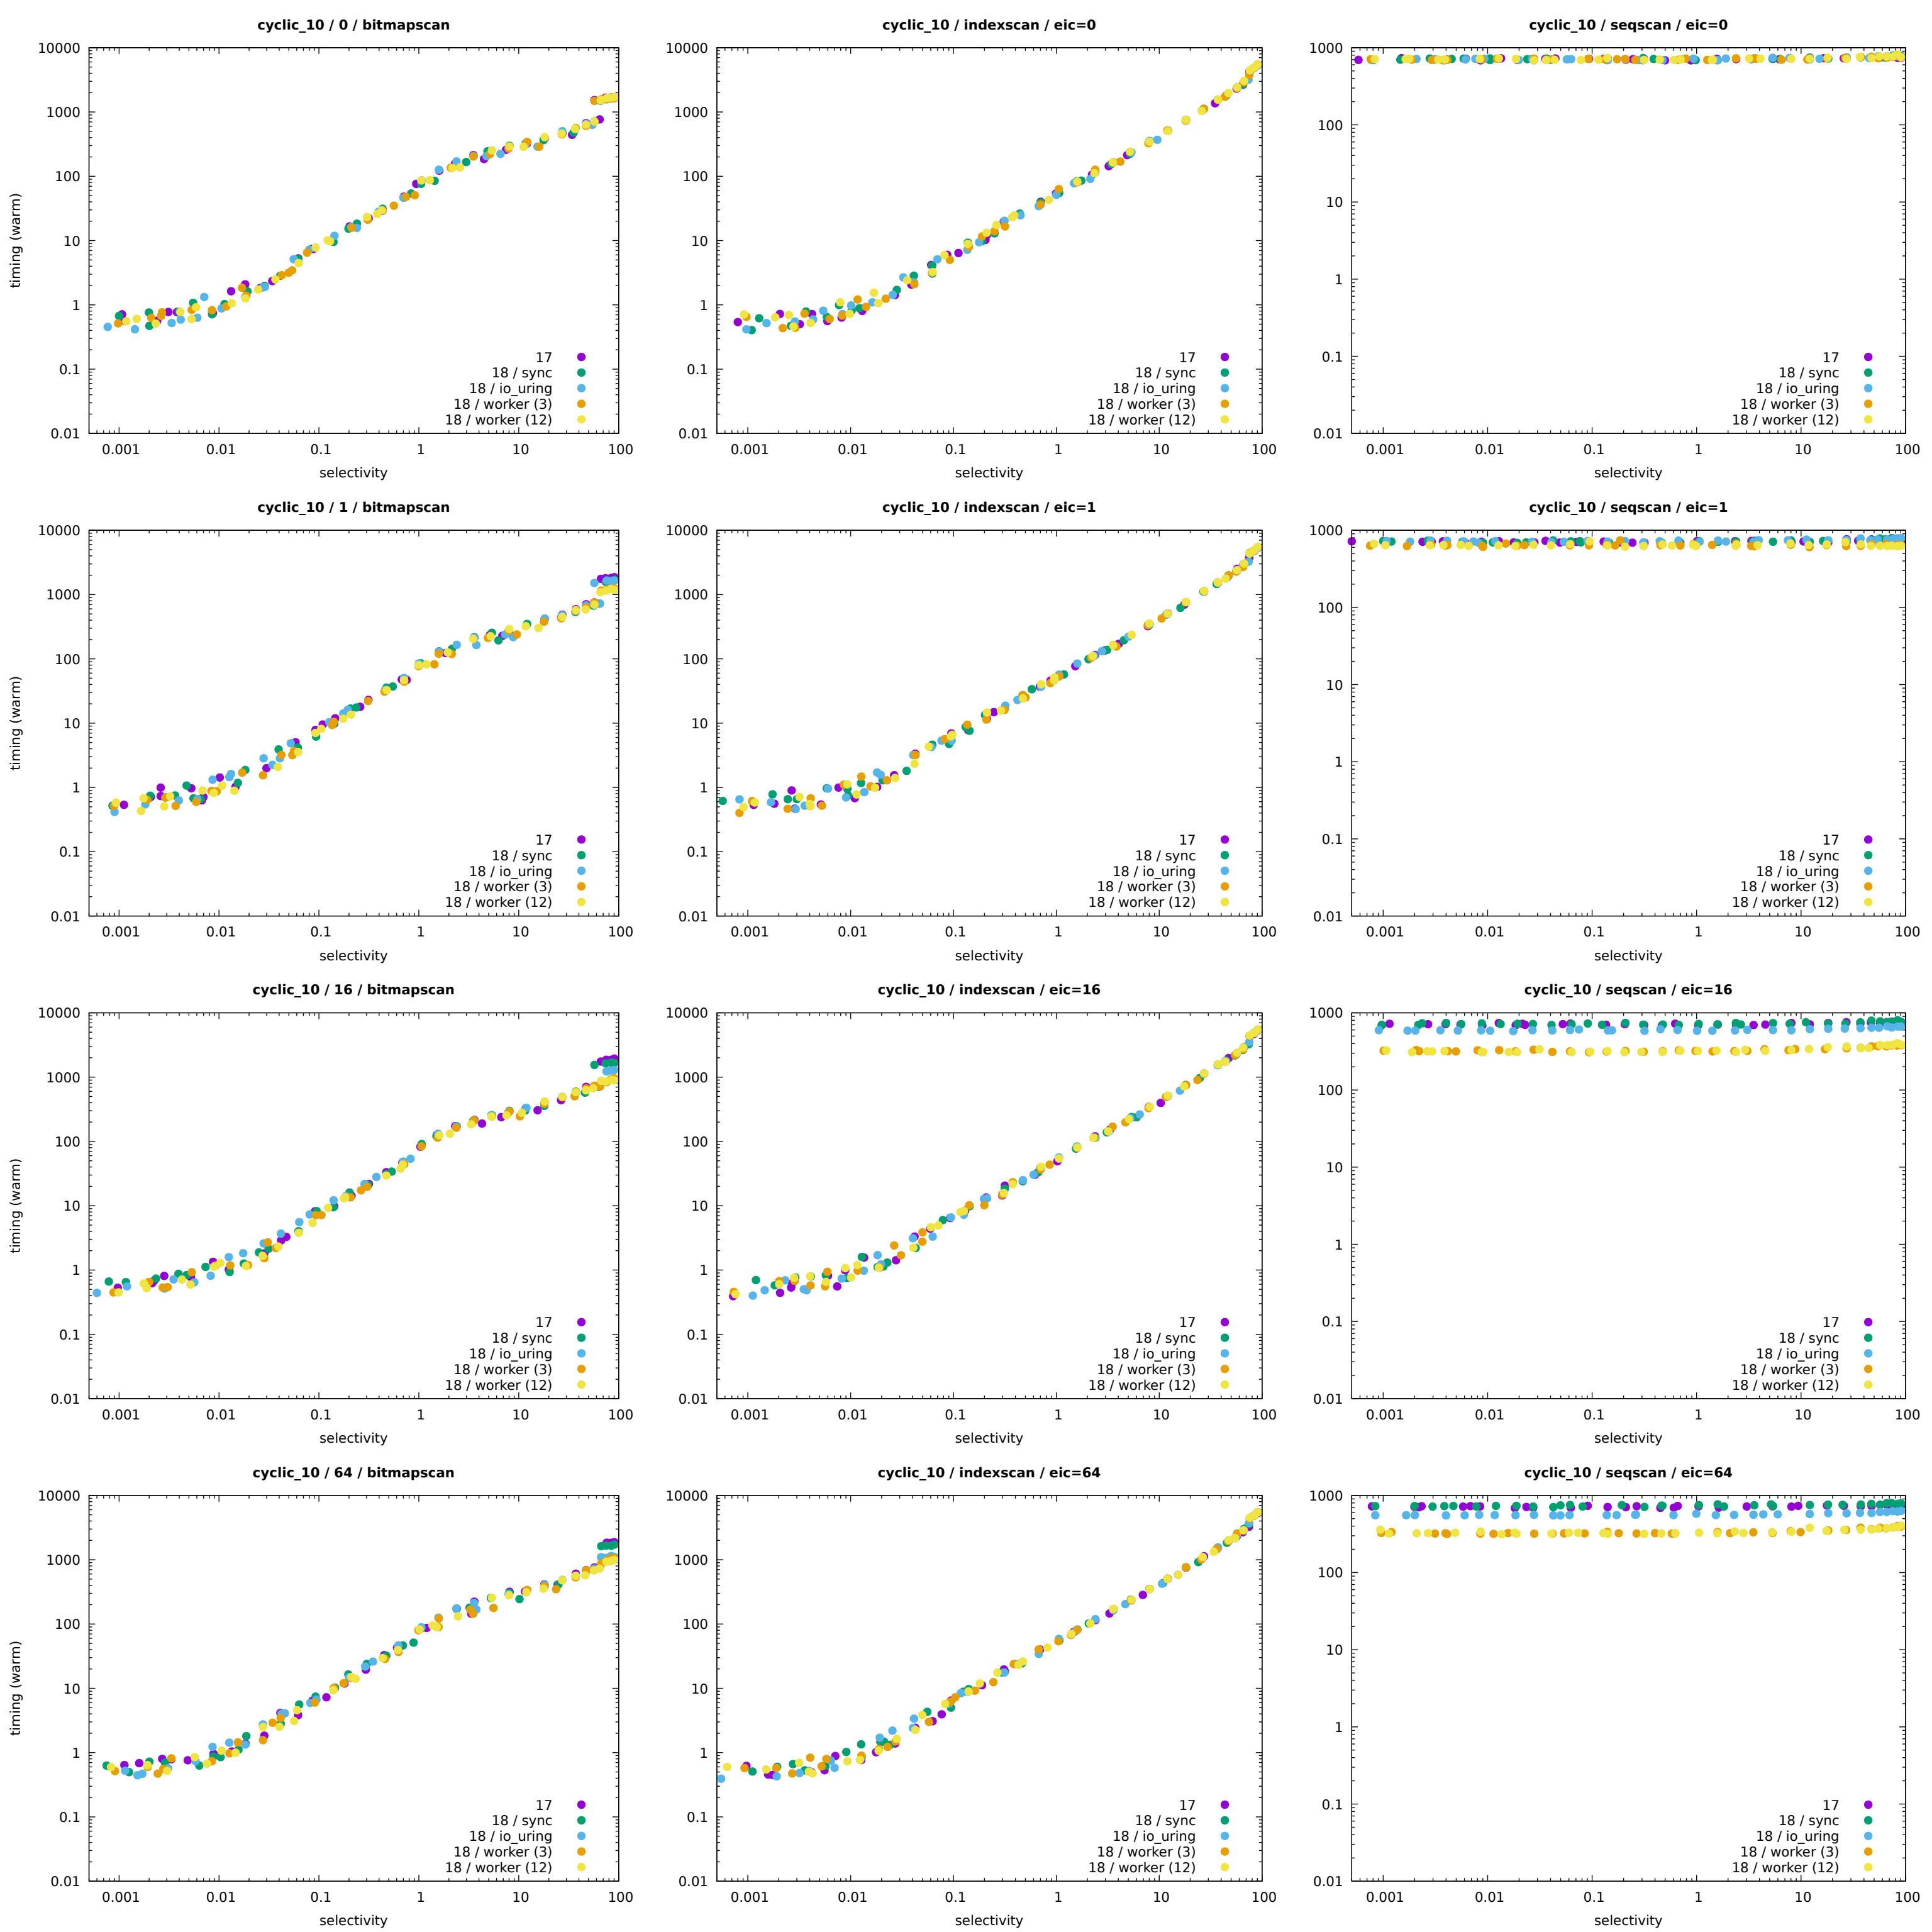 cyclic_10 / 0 / bitmapscan
10000
1000
100
10
1
0.1
0.01
timing (warm)
17
18 / sync
18 / io_uring
18 / worker (3)
18 / worker (12)
0.001 0.01 0.1 1 10 100
selectivity
cyclic_10 / indexscan / eic=0
10000
1000
100
10
1
0.1
0.01
17
18 / sync
18 / io_uring
18 / worker (3)
18 / worker (12)
0.001 0.01 0.1 1 10 100
selectivity
cyclic_10 / seqscan / eic=0
1000
100
10
1
0.1
0.01
17
18 / sync
18 / io_uring
18 / worker (3)
18 / worker (12)
0.001 0.01 0.1 1 10 100
selectivity
cyclic_10 / 1 / bitmapscan
10000
1000
100
10
1
0.1
0.01
timing (warm)
17
18 / sync
18 / io_uring
18 / worker (3)
18 / worker (12)
0.001 0.01 0.1 1 10 100
selectivity
cyclic_10 / indexscan / eic=1
10000
1000
100
10
1
0.1
0.01
17
18 / sync
18 / io_uring
18 / worker (3)
18 / worker (12)
0.001 0.01 0.1 1 10 100
selectivity
cyclic_10 / seqscan / eic=1
1000
100
10
1
0.1
0.01
17
18 / sync
18 / io_uring
18 / worker (3)
18 / worker (12)
0.001 0.01 0.1 1 10 100
selectivity
cyclic_10 / 16 / bitmapscan
10000
1000
100
10
1
0.1
0.01
timing (warm)
17
18 / sync
18 / io_uring
18 / worker (3)
18 / worker (12)
0.001 0.01 0.1 1 10 100
selectivity
cyclic_10 / indexscan / eic=16
10000
1000
100
10
1
0.1
0.01
17
18 / sync
18 / io_uring
18 / worker (3)
18 / worker (12)
0.001 0.01 0.1 1 10 100
selectivity
cyclic_10 / seqscan / eic=16
1000
100
10
1
0.1
0.01
17
18 / sync
18 / io_uring
18 / worker (3)
18 / worker (12)
0.001 0.01 0.1 1 10 100
selectivity
cyclic_10 / 64 / bitmapscan
10000
1000
100
10
1
0.1
0.01
timing (warm)
17
18 / sync
18 / io_uring
18 / worker (3)
18 / worker (12)
0.001 0.01 0.1 1 10 100
selectivity
cyclic_10 / indexscan / eic=64
10000
1000
100
10
1
0.1
0.01
17
18 / sync
18 / io_uring
18 / worker (3)
18 / worker (12)
0.001 0.01 0.1 1 10 100
selectivity
cyclic_10 / seqscan / eic=64
1000
100
10
1
0.1
0.01
17
18 / sync
18 / io_uring
18 / worker (3)
18 / worker (12)
0.001 0.01 0.1 1 10 100
selectivity